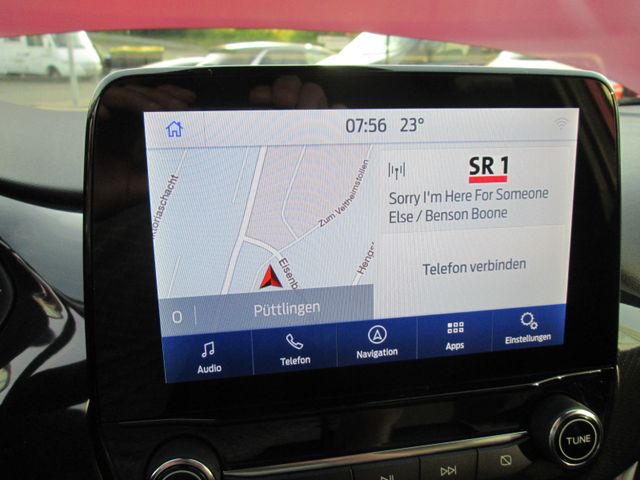 07:56 23°
SR 1
Sorry I'm Here For Someone
Else / Benson Boone
Zum Veltheimstollen
Telefon verbinden
0 Püttlingen
Audio
Telefon
Navigation
Apps
Einstellungen
TUNE